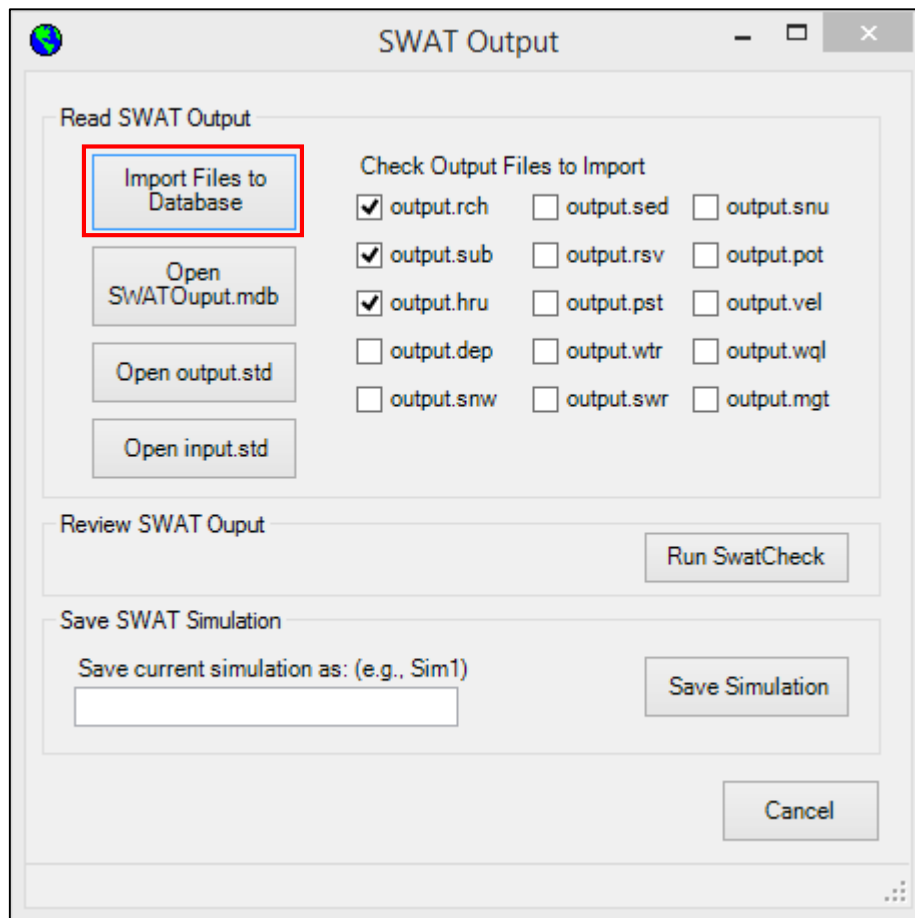 SWAT Output
Read SWAT Output
Import Files to
Database
Open
SWATOuput.mdb
Open output.std
Open input.std
Check Output Files to Import
output.rch output.sed output.snu
output.sub output.rsv output.pot
output.hru output.pst output.vel
output.dep output.wtr output.wql
output.snw output.swr output.mgt
Review SWAT Ouput
Run SwatCheck
Save SWAT Simulation
Save current simulation as: (e.g., Sim1)
Save Simulation
Cancel